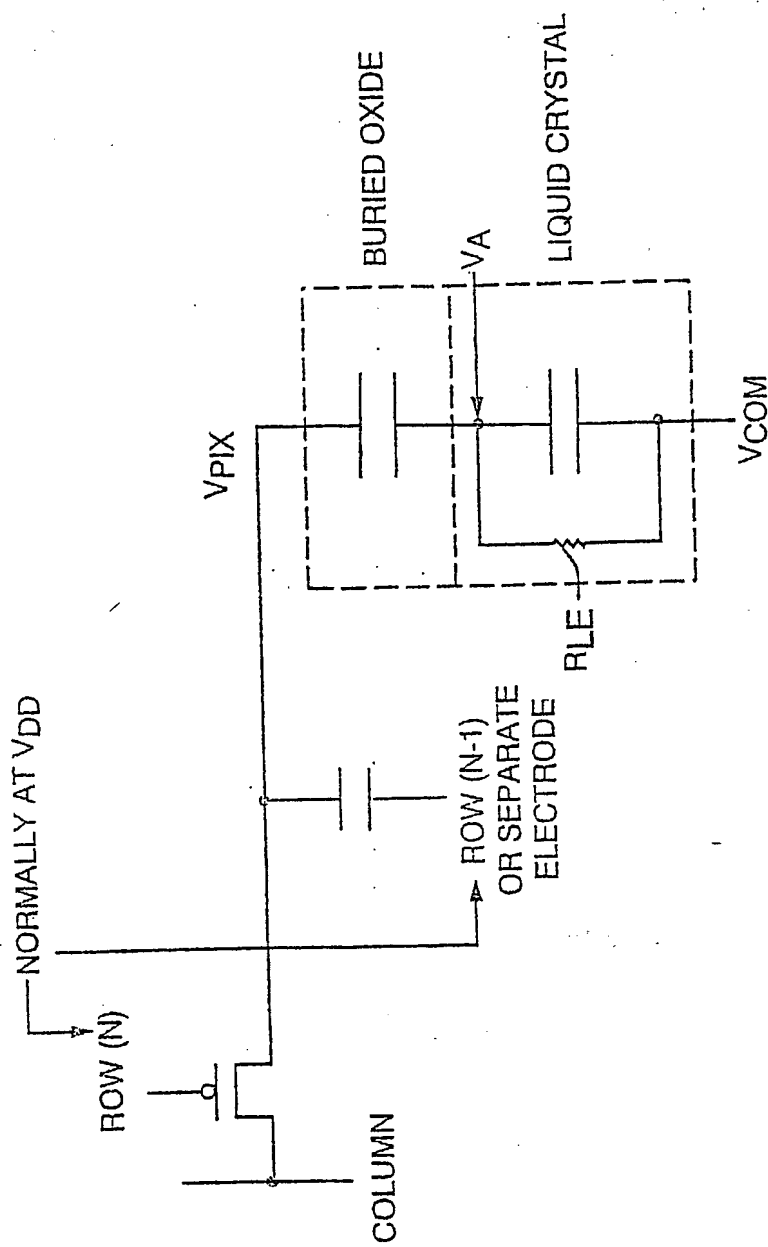 NORMALLY AT VDD
ROW (N)
COLUMN
ROW (N-1)
OR SEPARATE
ELECTRODE
VPIX
BURIED OXIDE
VA
LIQUID CRYSTAL
RLE
VCOM